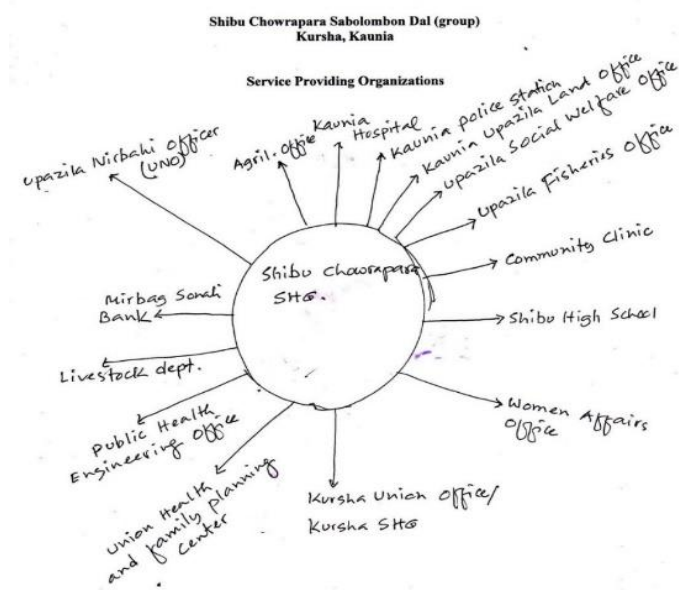 Shibu Chowrapara Sabolombon Dal (group)
Kursha, Kaunia
Service Providing Organizations
Upazila Nirbahi Officer
(UNO)
Agril. Office
Kaunia
Hospital
Kaunia police Station
Kaunia Upazila Land Office
Upazila Social Welfare Office
Upazila Fisheries Office
Community Clinic
Shibu High School
Women Affairs
Office
Kursha Union Office/
Kursha SHG
Union Health
and family planning
Center
Public Health
Engineering Office
Livestock dept.
Mirbag Sonali
Bank
Shibu Chowrapara
SHG.